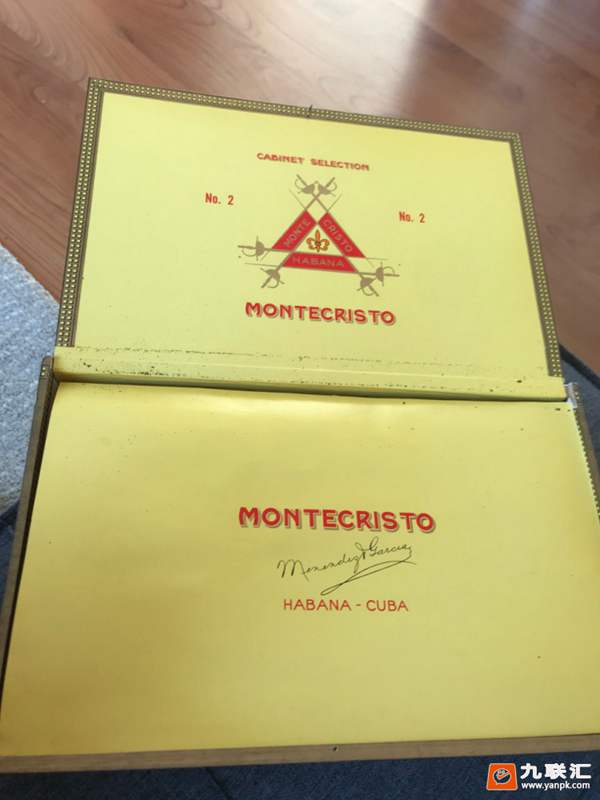 CABINET SELECTION
No. 2
No. 2
MONTE CRISTO
HABANA
MONTECRISTO
MONTECRISTO
Menendez y Garcia
HABANA - CUBA
九联汇
www.yanpk.com